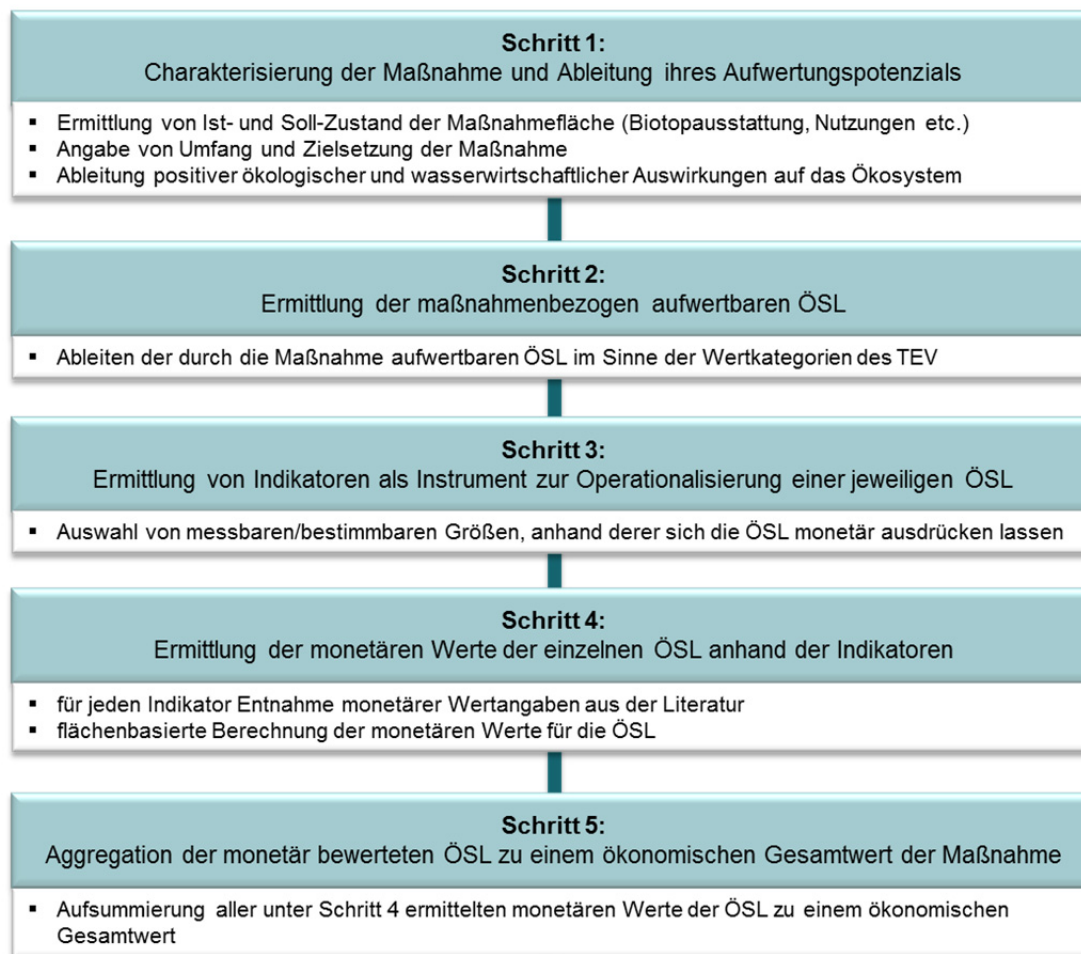 Schritt 1:
Charakterisierung der Maßnahme und Ableitung ihres Aufwertungspotenzials
▪ Ermittlung von Ist- und Soll-Zustand der Maßnahmefläche (Biotopausstattung, Nutzungen etc.)
▪ Angabe von Umfang und Zielsetzung der Maßnahme
▪ Ableitung positiver ökologischer und wasserwirtschaftlicher Auswirkungen auf das Ökosystem
Schritt 2:
Ermittlung der maßnahmenbezogen aufwertbaren ÖSL
▪ Ableiten der durch die Maßnahme aufwertbaren ÖSL im Sinne der Wertkategorien des TEV
Schritt 3:
Ermittlung von Indikatoren als Instrument zur Operationalisierung einer jeweiligen ÖSL
▪ Auswahl von messbaren/bestimmbaren Größen, anhand derer sich die ÖSL monetär ausdrücken lassen
Schritt 4:
Ermittlung der monetären Werte der einzelnen ÖSL anhand der Indikatoren
▪ für jeden Indikator Entnahme monetärer Wertangaben aus der Literatur
▪ flächenbasierte Berechnung der monetären Werte für die ÖSL
Schritt 5:
Aggregation der monetär bewerteten ÖSL zu einem ökonomischen Gesamtwert der Maßnahme
▪ Aufsummierung aller unter Schritt 4 ermittelten monetären Werte der ÖSL zu einem ökonomischen
Gesamtwert